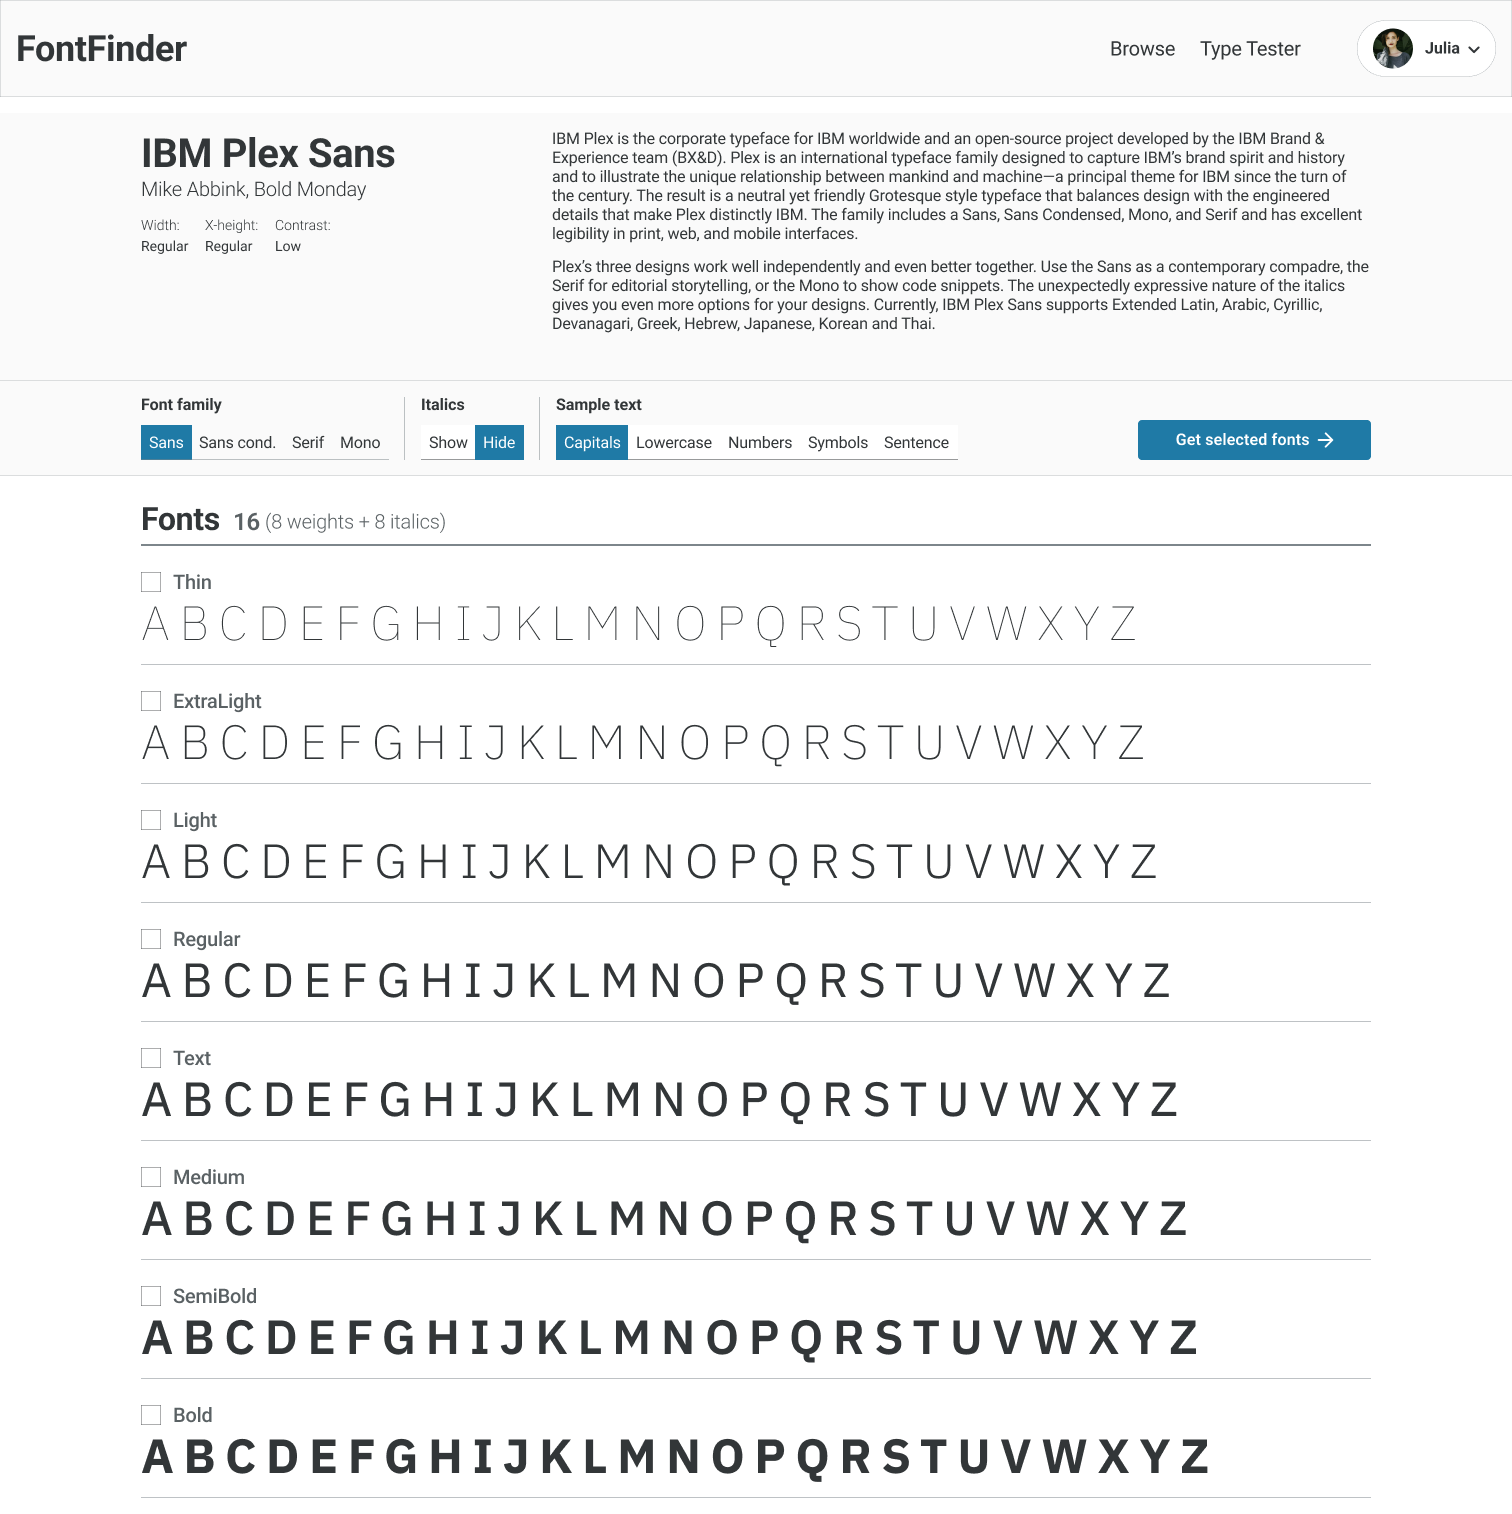 FontFinder
Browse Type Tester Julia
IBM Plex Sans
Mike Abbink, Bold Monday
Width: X-height: Contrast:
Regular Regular Low
IBM Plex is the corporate typeface for IBM worldwide and an open-source project developed by the IBM Brand &
Experience team (BX&D). Plex is an international typeface family designed to capture IBM’s brand spirit and history
and to illustrate the unique relationship between mankind and machine—a principal theme for IBM since the turn of
the century. The result is a neutral yet friendly Grotesque style typeface that balances design with the engineered
details that make Plex distinctly IBM. The family includes a Sans, Sans Condensed, Mono, and Serif and has excellent
legibility in print, web, and mobile interfaces.
Plex’s three designs work well independently and even better together. Use the Sans as a contemporary compadre, the
Serif for editorial storytelling, or the Mono to show code snippets. The unexpectedly expressive nature of the italics
gives you even more options for your designs. Currently, IBM Plex Sans supports Extended Latin, Arabic, Cyrillic,
Devanagari, Greek, Hebrew, Japanese, Korean and Thai.
Font family
Sans Sans cond. Serif Mono
Italics
Show Hide
Sample text
Capitals Lowercase Numbers Symbols Sentence
Get selected fonts →
Fonts 16 (8 weights + 8 italics)
Thin
A B C D E F G H I J K L M N O P Q R S T U V W X Y Z
ExtraLight
A B C D E F G H I J K L M N O P Q R S T U V W X Y Z
Light
A B C D E F G H I J K L M N O P Q R S T U V W X Y Z
Regular
A B C D E F G H I J K L M N O P Q R S T U V W X Y Z
Text
A B C D E F G H I J K L M N O P Q R S T U V W X Y Z
Medium
A B C D E F G H I J K L M N O P Q R S T U V W X Y Z
SemiBold
A B C D E F G H I J K L M N O P Q R S T U V W X Y Z
Bold
A B C D E F G H I J K L M N O P Q R S T U V W X Y Z